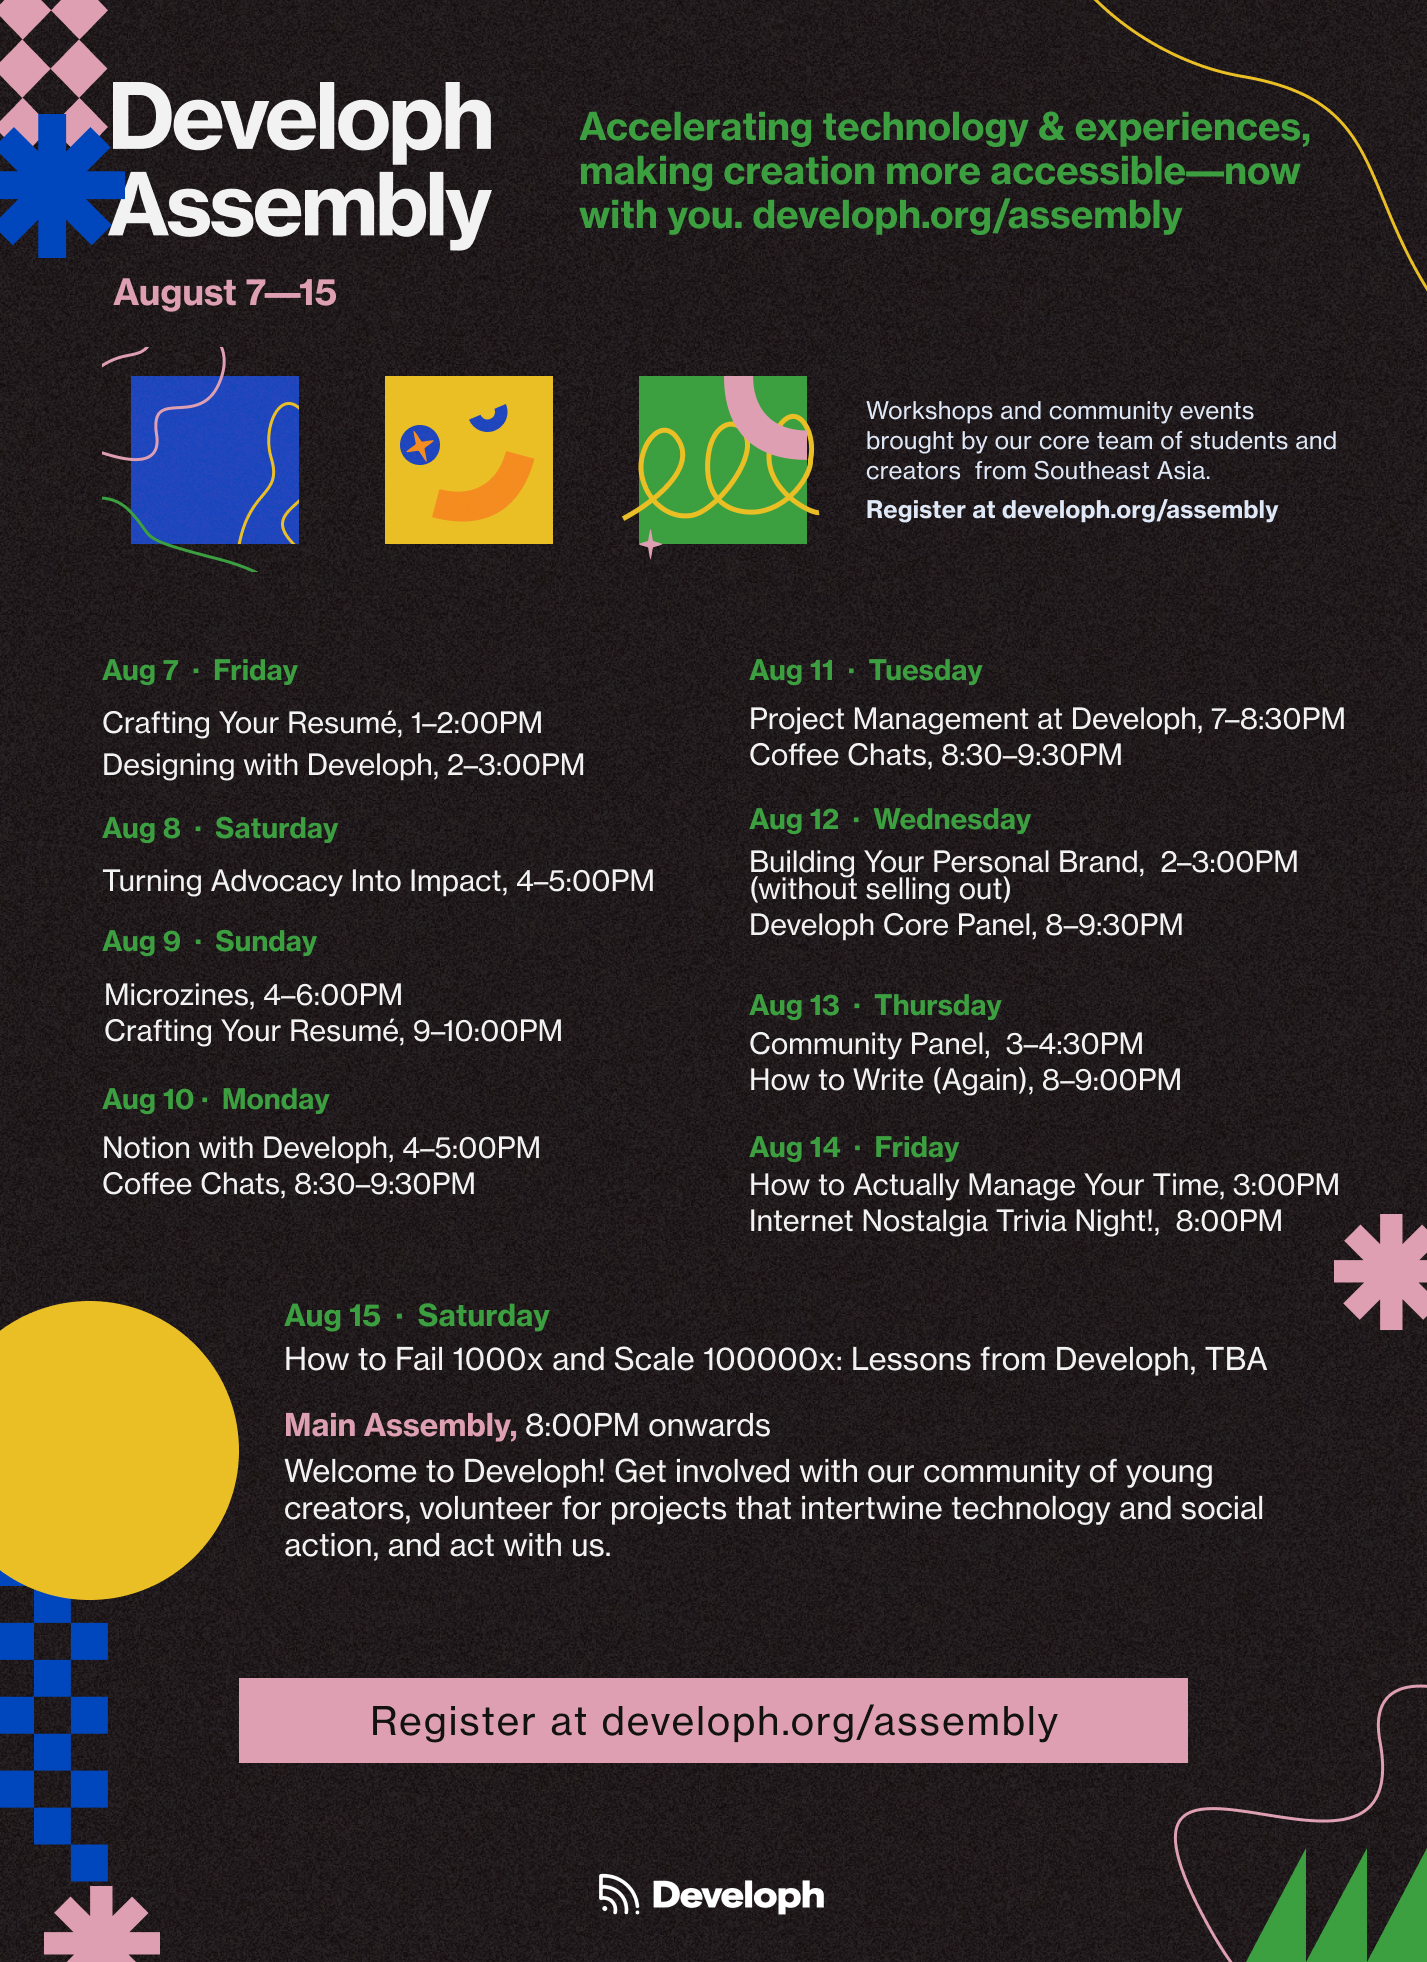 Developh
Assembly
August 7—15
Accelerating technology & experiences,
making creation more accessible—now
with you. developh.org/assembly
Workshops and community events
brought by our core team of students and
creators  from Southeast Asia.
Register at developh.org/assembly
Aug 7 · Friday
Crafting Your Resumé, 1–2:00PM
Designing with Developh, 2–3:00PM
Aug 8 · Saturday
Turning Advocacy Into Impact, 4–5:00PM
Aug 9 · Sunday
Microzines, 4–6:00PM
Crafting Your Resumé, 9–10:00PM
Aug 10 · Monday
Notion with Developh, 4–5:00PM
Coffee Chats, 8:30–9:30PM
Aug 11 · Tuesday
Project Management at Developh, 7–8:30PM
Coffee Chats, 8:30–9:30PM
Aug 12 · Wednesday
Building Your Personal Brand,  2–3:00PM
(without selling out)
Developh Core Panel, 8–9:30PM
Aug 13 · Thursday
Community Panel,  3–4:30PM
How to Write (Again), 8–9:00PM
Aug 14 · Friday
How to Actually Manage Your Time, 3:00PM
Internet Nostalgia Trivia Night!,  8:00PM
Aug 15 · Saturday
How to Fail 1000x and Scale 100000x: Lessons from Developh, TBA
Main Assembly, 8:00PM onwards
Welcome to Developh! Get involved with our community of young
creators, volunteer for projects that intertwine technology and social
action, and act with us.
Register at developh.org/assembly
Developh